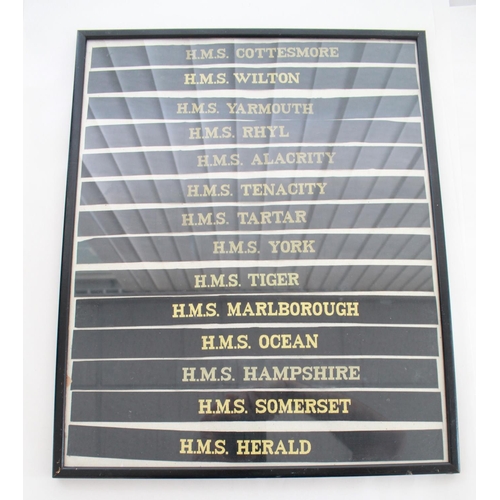 H.M.S. COTTESMORE
H.M.S. WILTON
H.M.S. YARMOUTH
H.M.S. RHYL
H.M.S. ALACRITY
H.M.S. TENACITY
H.M.S. TARTAR
H.M.S. YORK
H.M.S. TIGER
H.M.S. MARLBOROUGH
H.M.S. OCEAN
H.M.S. HAMPSHIRE
H.M.S. SOMERSET
H.M.S. HERALD